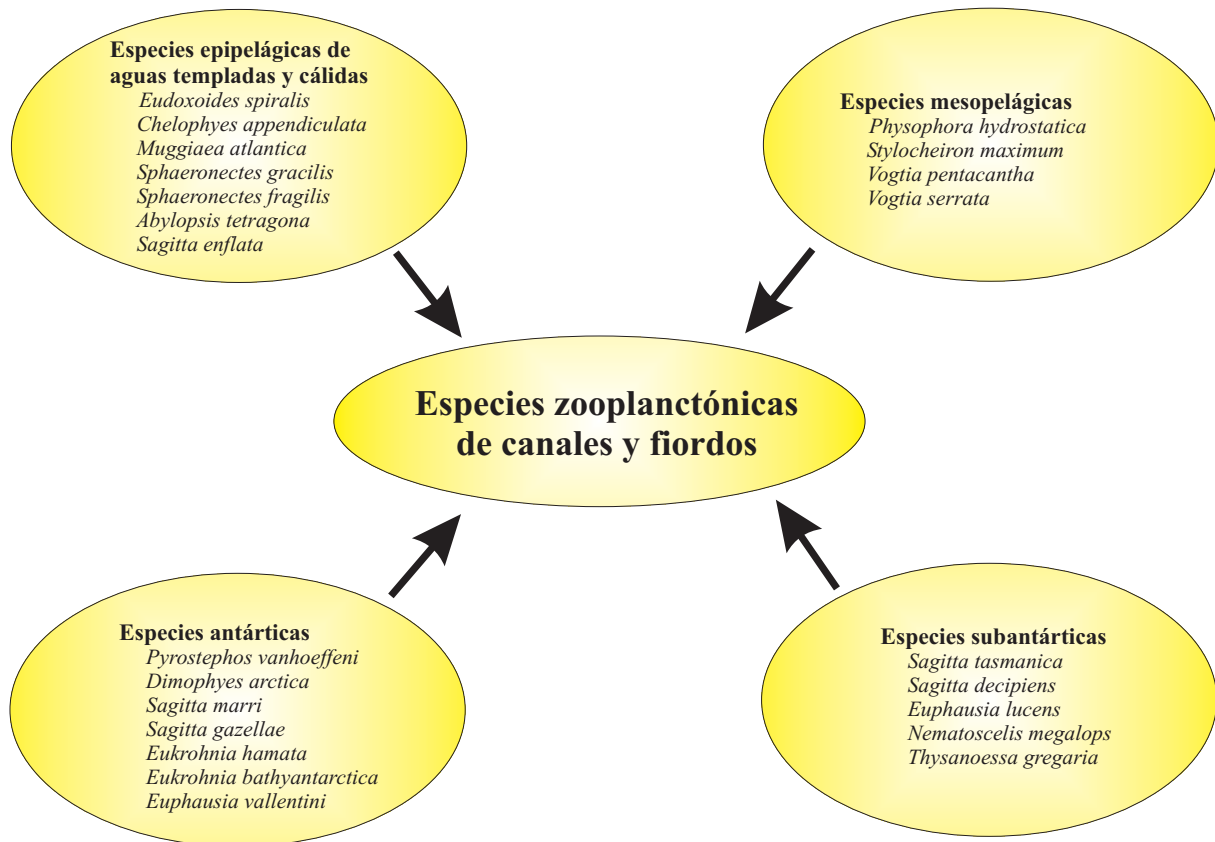 Especies epipelágicas de
aguas templadas y cálidas
Eudoxoides spiralis
Chelophyes appendiculata
Muggiaea atlantica
Sphaeronectes gracilis
Sphaeronectes fragilis
Abylopsis tetragona
Sagitta enflata
Especies mesopelágicas
Physophora hydrostatica
Stylocheiron maximum
Vogtia pentacantha
Vogtia serrata
Especies zooplanctónicas
de canales y fiordos
Especies antárticas
Pyrostephos vanhoeffeni
Dimophyes arctica
Sagitta marri
Sagitta gazellae
Eukrohnia hamata
Eukrohnia bathyantarctica
Euphausia vallentini
Especies subantárticas
Sagitta tasmanica
Sagitta decipiens
Euphausia lucens
Nematoscelis megalops
Thysanoessa gregaria